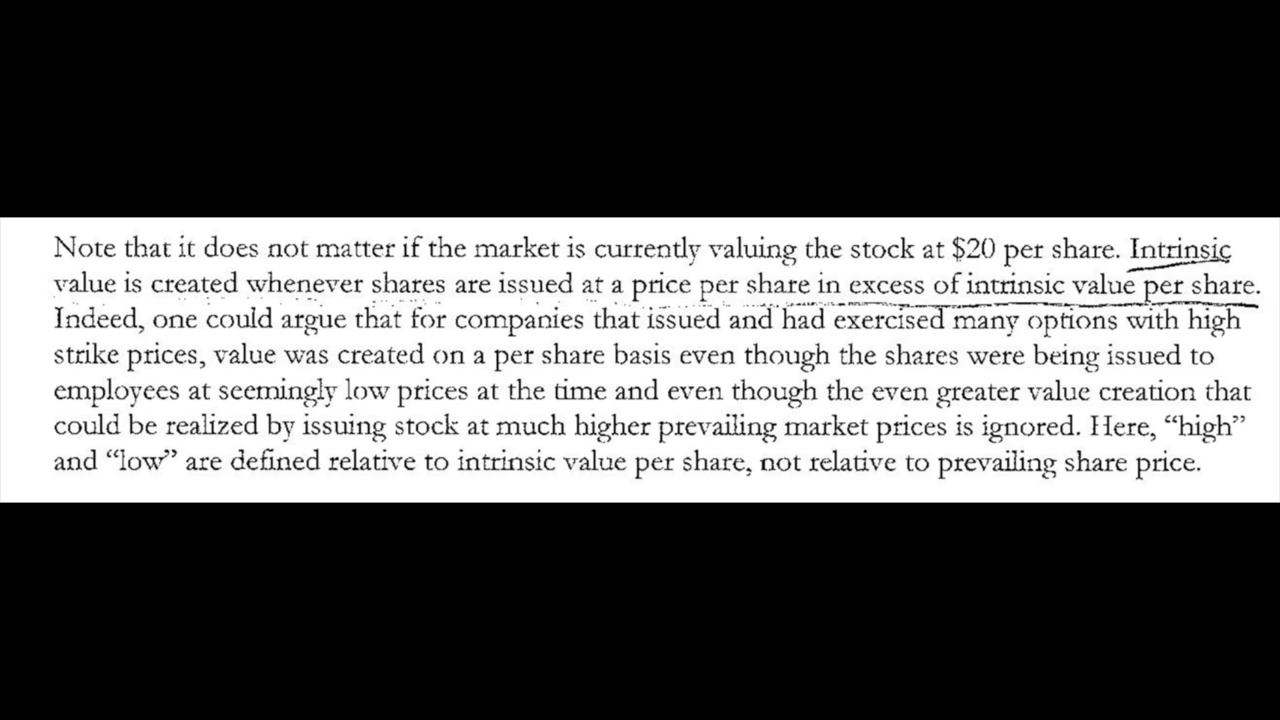 Note that it does not matter if the market is currently valuing the stock at $20 per share. Intrinsic
value is created whenever shares are issued at a price per share in excess of intrinsic value per share.
Indeed, one could argue that for companies that issued and had exercised many options with high
strike prices, value was created on a per share basis even though the shares were being issued to
employees at seemingly low prices at the time and even though the even greater value creation that
could be realized by issuing stock at much higher prevailing market prices is ignored. Here, “high”
and “low” are defined relative to intrinsic value per share, not relative to prevailing share price.